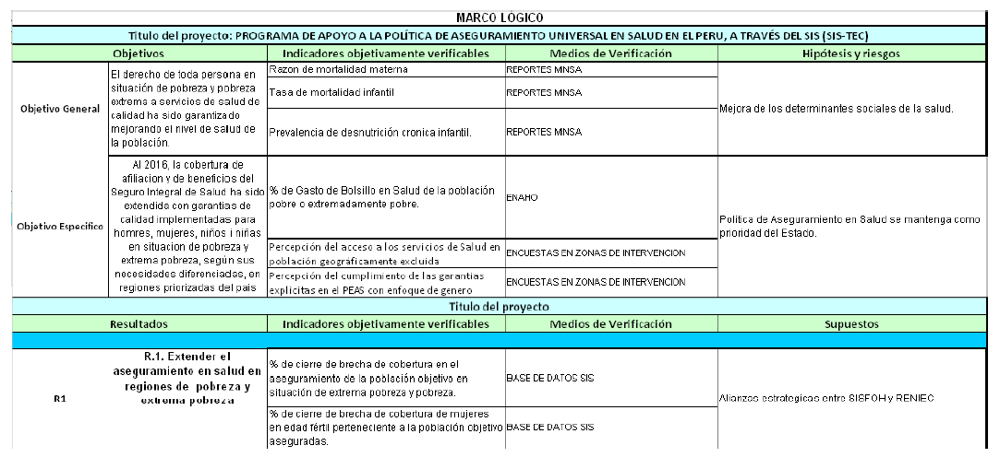 MARCO LÓGICO
Título del proyecto: PROGRAMA DE APOYO A LA POLÍTICA DE ASEGURAMIENTO UNIVERSAL EN SALUD EN EL PERU, A TRAVÉS DEL SIS (SIS-TEC)
Objetivos
Indicadores objetivamente verificables
Medios de Verificación
Hipótesis y riesgos
Objetivo General
El derecho de toda persona en
situación de pobreza y pobreza
extrema a servicios de salud de
calidad ha sido garantizado
mejorando el nivel de salud de
la población.
Razon de mortalidad materna
REPORTES MNSA
Tasa de mortalidad infantil
REPORTES MNSA
Prevalencia de desnutrición cronica infantil.
REPORTES MNSA
Mejora de los determinantes sociales de la salud.
Objetivo Especifico
Al 2016, la cobertura de
afiliacion y de beneficios del
Seguro Integral de Salud ha sido
extendida con garantías de
calidad implementadas para
homres, mujeres, niños i niñas
en situacion de pobreza y
extrema pobreza, según sus
necesidades diferenciadas, en
regiones priorizadas del pais
% de Gasto de Bolsillo en Salud de la población
pobre o extremadamente pobre.
ENAHO
Percepción del acceso a los servicios de Salud en
población geográficamente excluida
ENCUESTAS EN ZONAS DE INTERVENCION
Percepción del cumplimiento de las garantias
explicitas en el PEAS con enfoque de genero
ENCUESTAS EN ZONAS DE INTERVENCION
Política de Aseguramiento en Salud se mantenga como
prioridad del Estado.
Título del proyecto
Resultados
Indicadores objetivamente verificables
Medios de Verificación
Supuestos
R1
R.1. Extender el
aseguramiento en salud en
regiones de pobreza y
extrema pobreza
% de cierre de brecha de cobertura en el
aseguramiento de la población objetivo en
situación de extrema pobreza y pobreza.
BASE DE DATOS SIS
% de cierre de brecha de cobertura de mujeres
en edad fértil perteneciente a la población objetivo
aseguradas.
BASE DE DATOS SIS
Alianzas estrategicas entre SISFOH y RENIEC